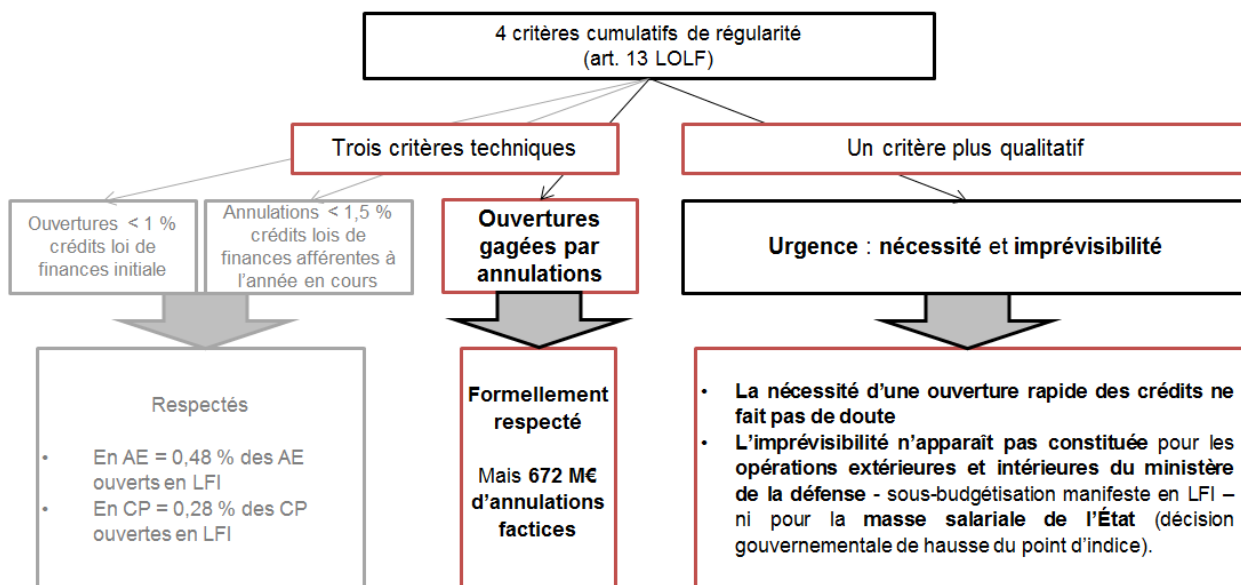 4 critères cumulatifs de régularité
(art. 13 LOLF)
Trois critères techniques
Un critère plus qualitatif
Ouvertures < 1 %
crédits loi de
finances initiale
Annulations < 1,5 %
crédits lois de
finances afférentes à
l'année en cours
Ouvertures
gagées par
annulations
Urgence : nécessité et imprévisibilité
Respectés
• En AE = 0,48 % des AE
ouverts en LFI
• En CP = 0,28 % des CP
ouvertes en LFI
Formellement
respecté
Mais 672 M€
d'annulations
factices
• La nécessité d'une ouverture rapide des crédits ne
fait pas de doute
• L'imprévisibilité n'apparaît pas constituée pour les
opérations extérieures et intérieures du ministère
de la défense - sous-budgétisation manifeste en LFI –
ni pour la masse salariale de l'État (décision
gouvernementale de hausse du point d'indice).